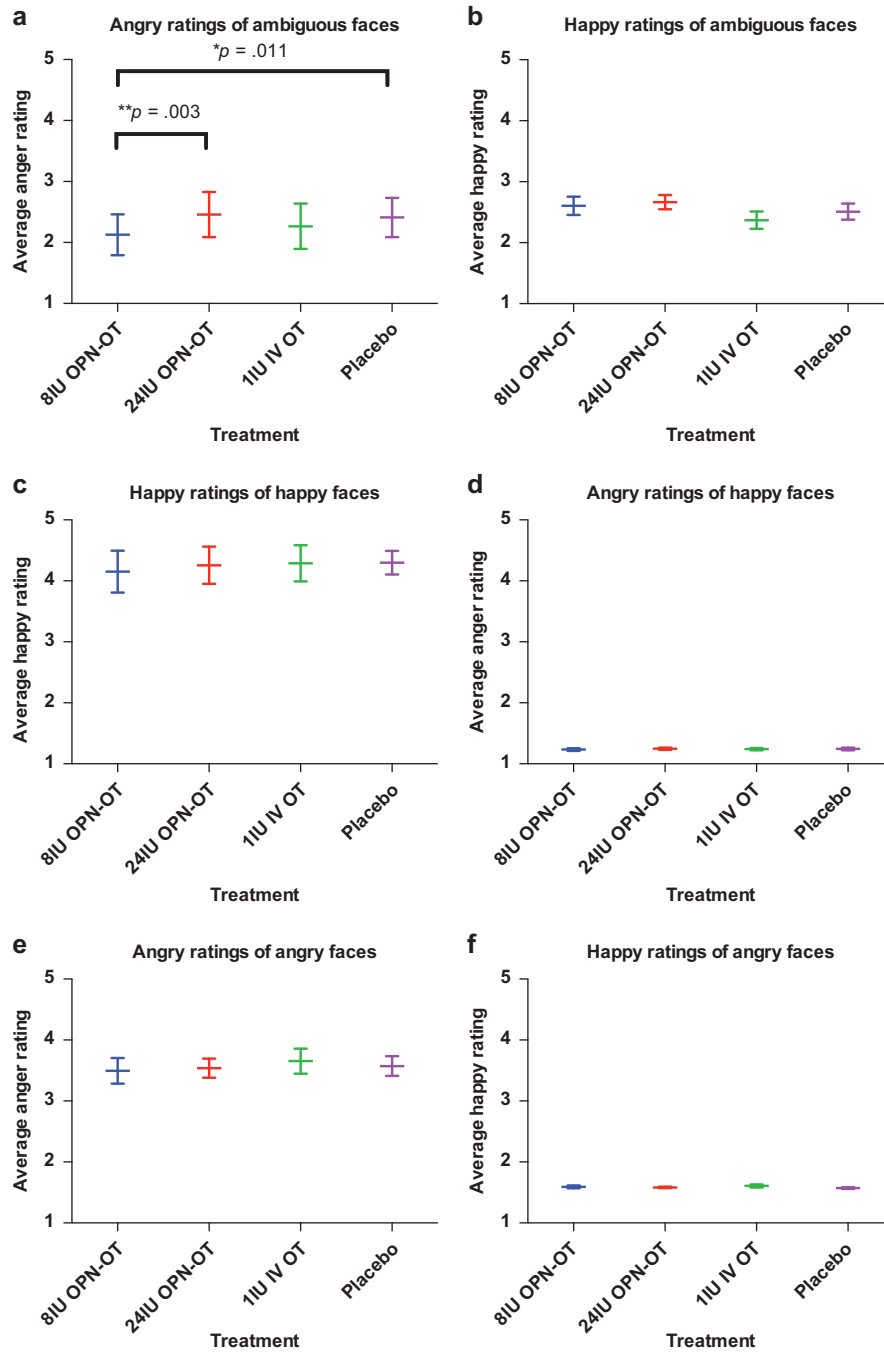 a
Angry ratings of ambiguous faces
*p = .011
**p = .003
Average anger rating
5
4
3
2
1
8IU OPN-OT
24IU OPN-OT
1IU IV OT
Placebo
Treatment
b
Happy ratings of ambiguous faces
Average happy rating
5
4
3
2
1
8IU OPN-OT
24IU OPN-OT
1IU IV OT
Placebo
Treatment
c
Happy ratings of happy faces
Average happy rating
5
4
3
2
1
8IU OPN-OT
24IU OPN-OT
1IU IV OT
Placebo
Treatment
d
Angry ratings of happy faces
Average anger rating
5
4
3
2
1
8IU OPN-OT
24IU OPN-OT
1IU IV OT
Placebo
Treatment
e
Angry ratings of angry faces
Average anger rating
5
4
3
2
1
8IU OPN-OT
24IU OPN-OT
1IU IV OT
Placebo
Treatment
f
Happy ratings of angry faces
Average happy rating
5
4
3
2
1
8IU OPN-OT
24IU OPN-OT
1IU IV OT
Placebo
Treatment